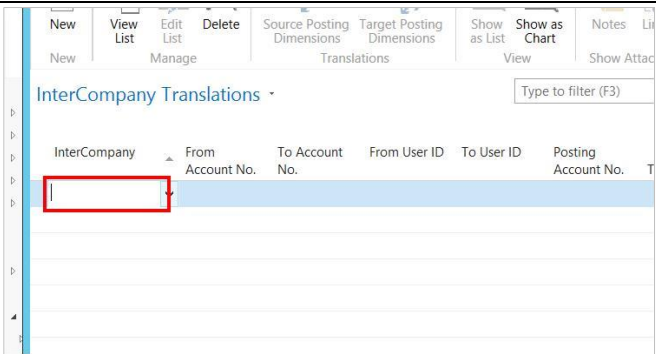 New View List Edit List Delete Source Posting Dimensions Target Posting Dimensions Show as List Show as Chart Notes
New Manage Translations View Show Attac
InterCompany Translations
Type to filter (F3)
InterCompany From Account No. To Account No. From User ID To User ID Posting Account No. T